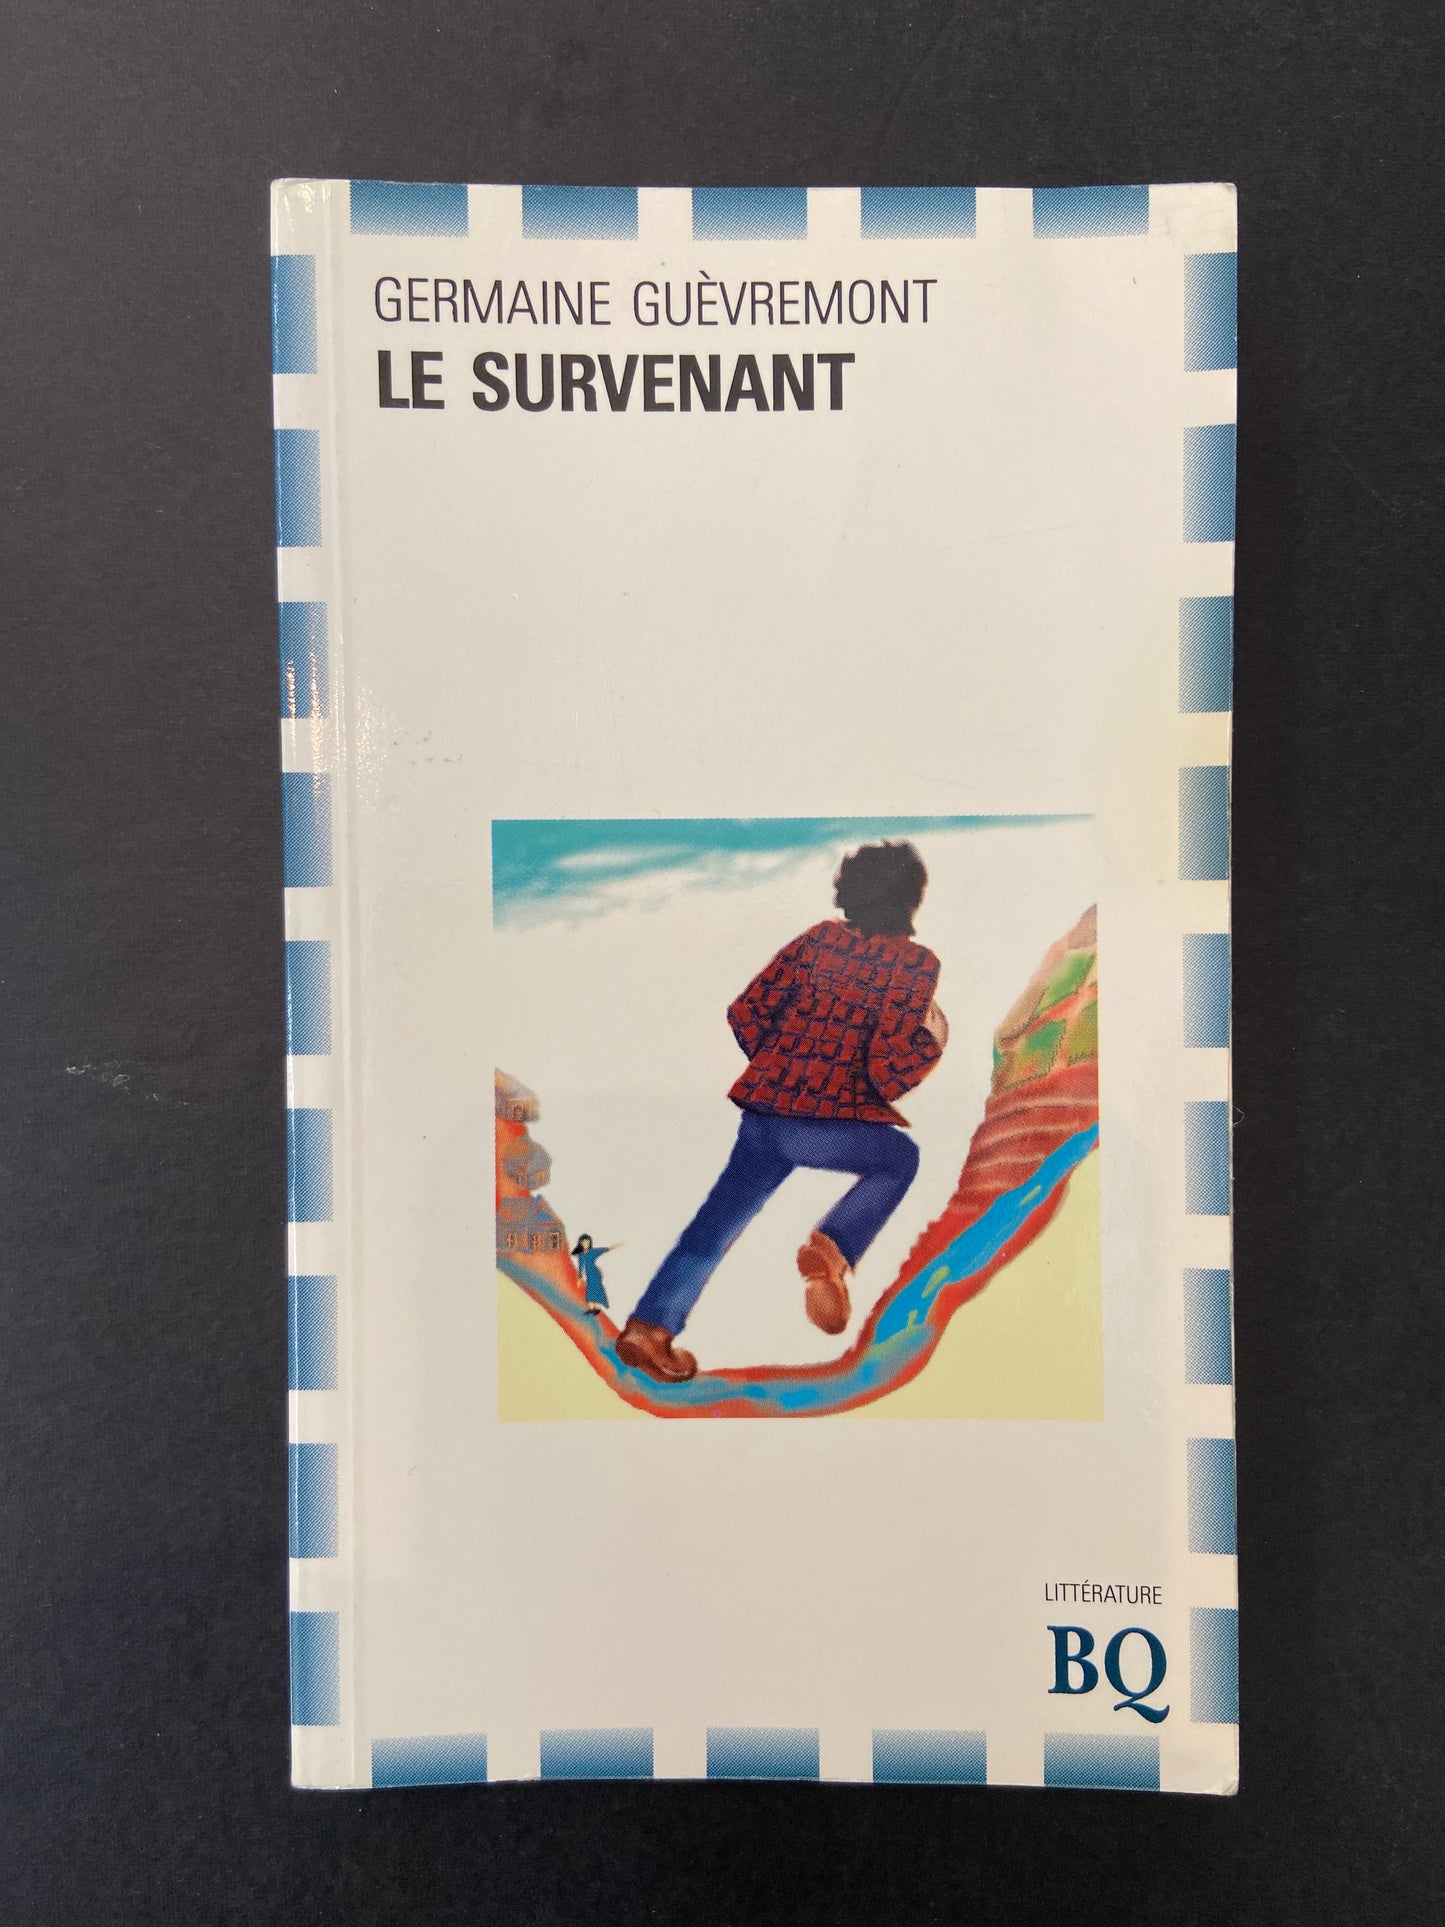 GERMAINE GUÈVREMONT
LE SURVENANT
LITTÉRATURE
BQ